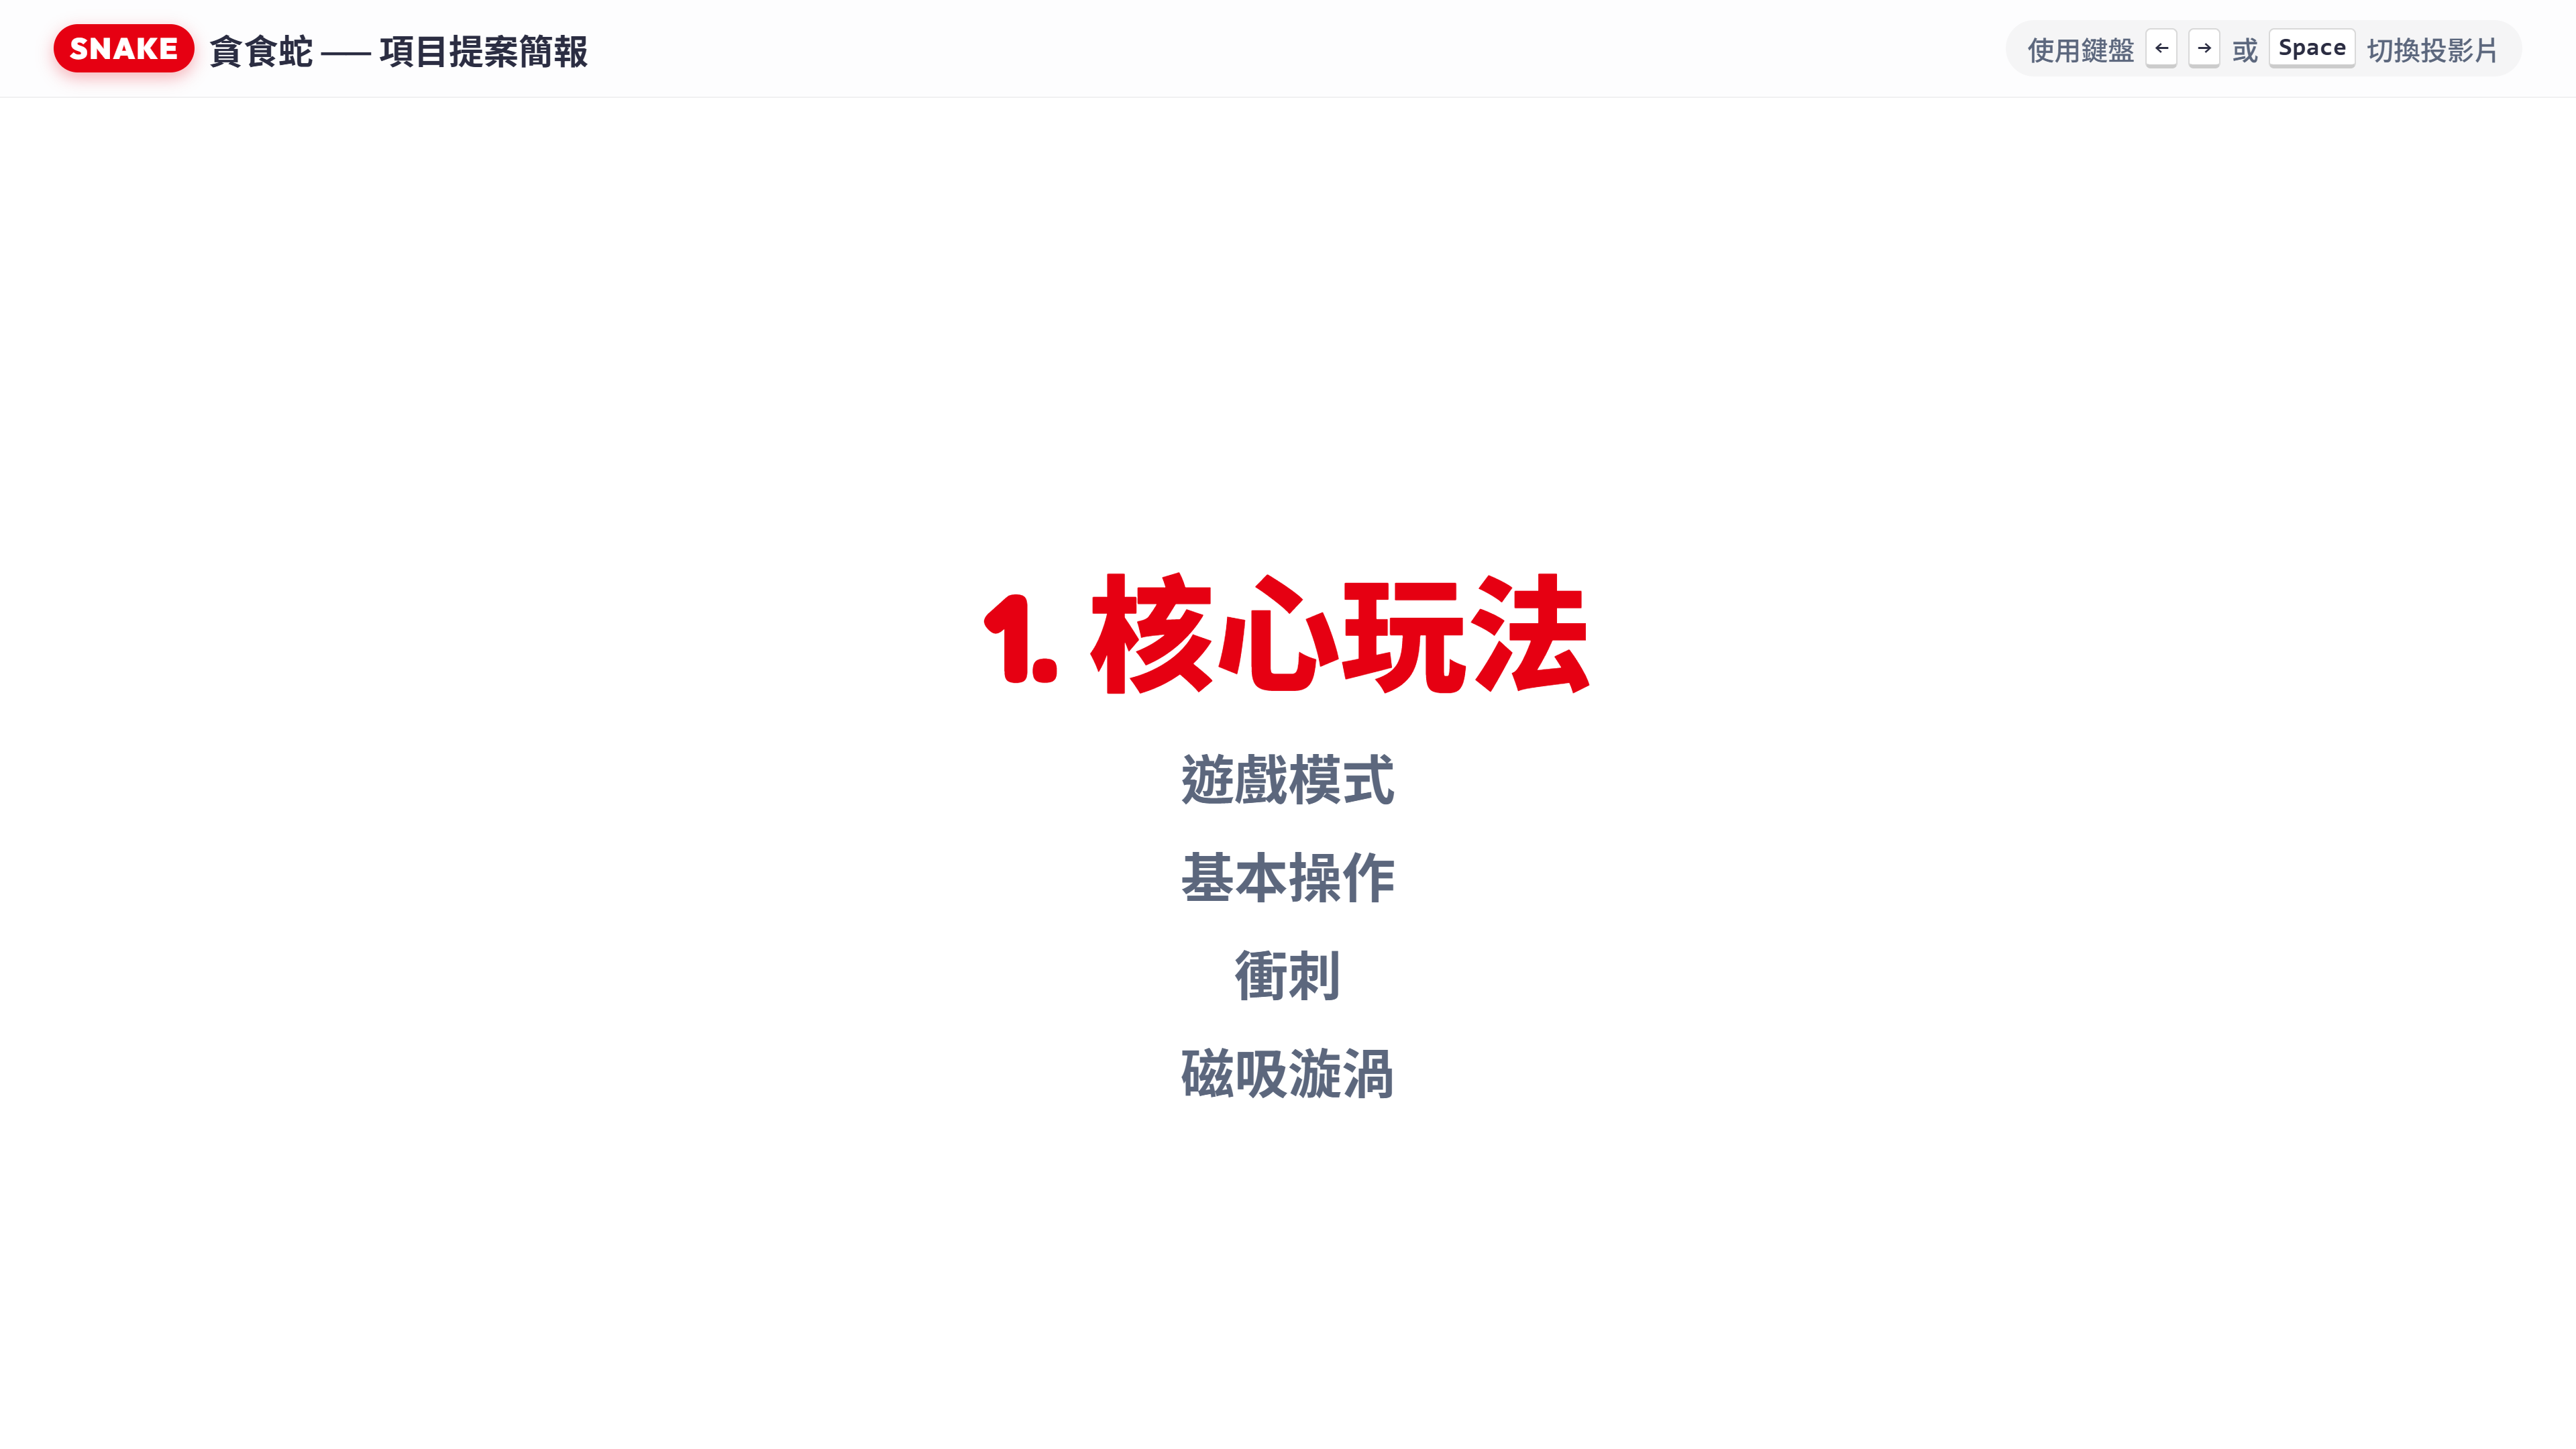 SNAKE 貪食蛇 —— 項目提案簡報
使用鍵盤 ← → 或 Space 切換投影片
1. 核心玩法
遊戲模式
基本操作
衝刺
磁吸漩渦